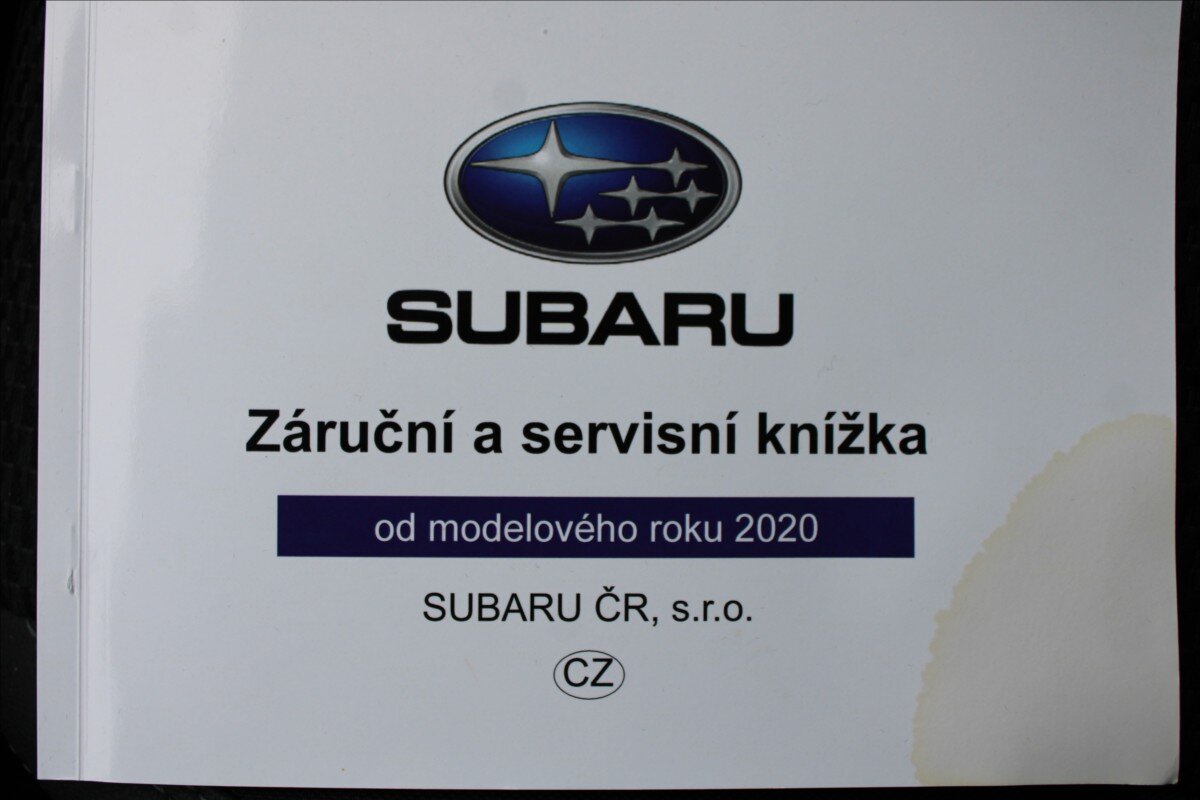 SUBARU
Záruční a servisní knížka
od modelového roku 2020
SUBARU ČR, s.r.o.
CZ